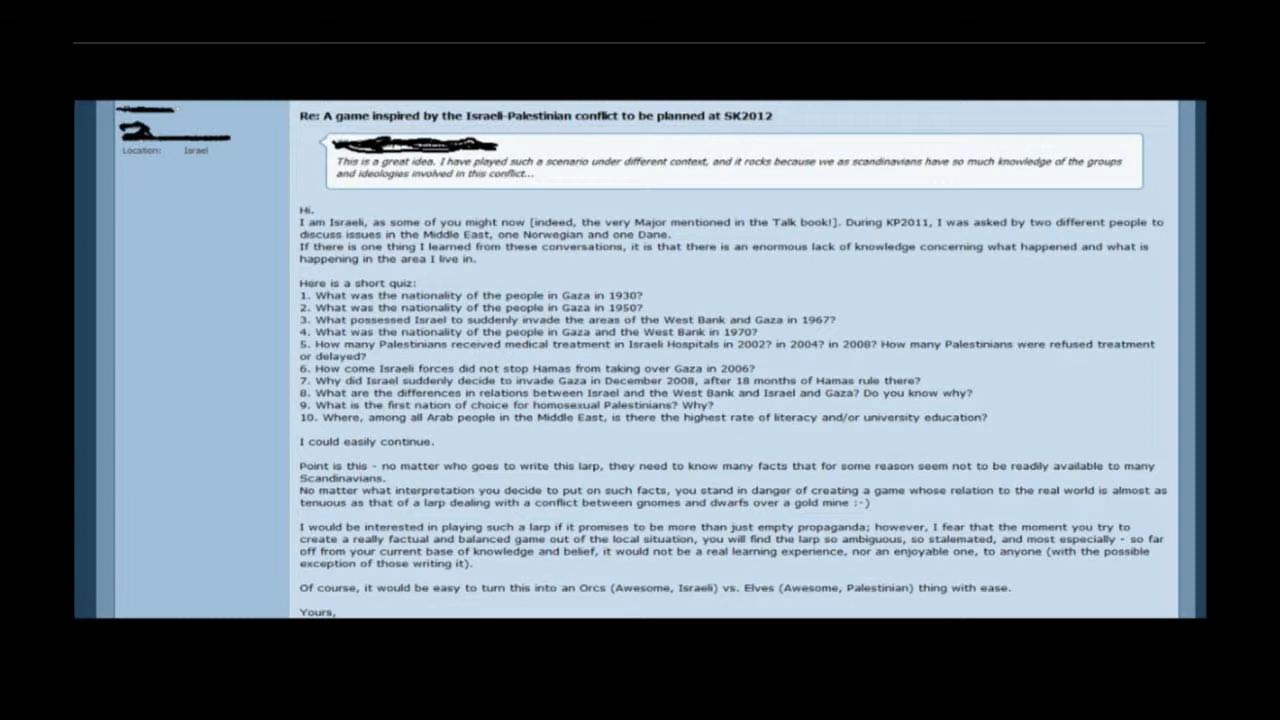 Re: A game inspired by the Israeli-Palestinian conflict to be planned at SK2012
Location: Israel
This is a great idea. I have played such a scenario under different context, and it rocks because we as scandinavians have so much knowledge of the groups
and ideologies involved in this conflict...
Hi.
I am Israeli, as some of you might now [indeed, the very Major mentioned in the Talk book!]. During KP2011, I was asked by two different people to
discuss issues in the Middle East, one Norwegian and one Dane.
If there is one thing I learned from these conversations, it is that there is an enormous lack of knowledge concerning what happened and what is
happening in the area I live in.
Here is a short quiz:
1. What was the nationality of the people in Gaza in 1930?
2. What was the nationality of the people in Gaza in 1950?
3. What possessed Israel to suddenly invade the areas of the West Bank and Gaza in 1967?
4. What was the nationality of the people in Gaza and the West Bank in 1970?
5. How many Palestinians received medical treatment in Israeli Hospitals in 2002? in 2004? in 2008? How many Palestinians were refused treatment
or delayed?
6. How come Israeli forces did not stop Hamas from taking over Gaza in 2006?
7. Why did Israel suddenly decide to invade Gaza in December 2008, after 18 months of Hamas rule there?
8. What are the differences in relations between Israel and the West Bank and Israel and Gaza? Do you know why?
9. What is the first nation of choice for homosexual Palestinians? Why?
10. Where, among all Arab people in the Middle East, is there the highest rate of literacy and/or university education?
I could easily continue.
Point is this - no matter who goes to write this larp, they need to know many facts that for some reason seem not to be readily available to many
Scandinavians.
No matter what interpretation you decide to put on such facts, you stand in danger of creating a game whose relation to the real world is almost as
tenuous as that of a larp dealing with a conflict between gnomes and dwarfs over a gold mine :-)
I would be interested in playing such a larp if it promises to be more than just empty propaganda; however, I fear that the moment you try to
create a really factual and balanced game out of the local situation, you will find the larp so ambiguous, so stalemated, and most especially - so far
off from your current base of knowledge and belief, it would not be a real learning experience, nor an enjoyable one, to anyone (with the possible
exception of those writing it).
Of course, it would be easy to turn this into an Orcs (Awesome, Israeli) vs. Elves (Awesome, Palestinian) thing with ease.
Yours,